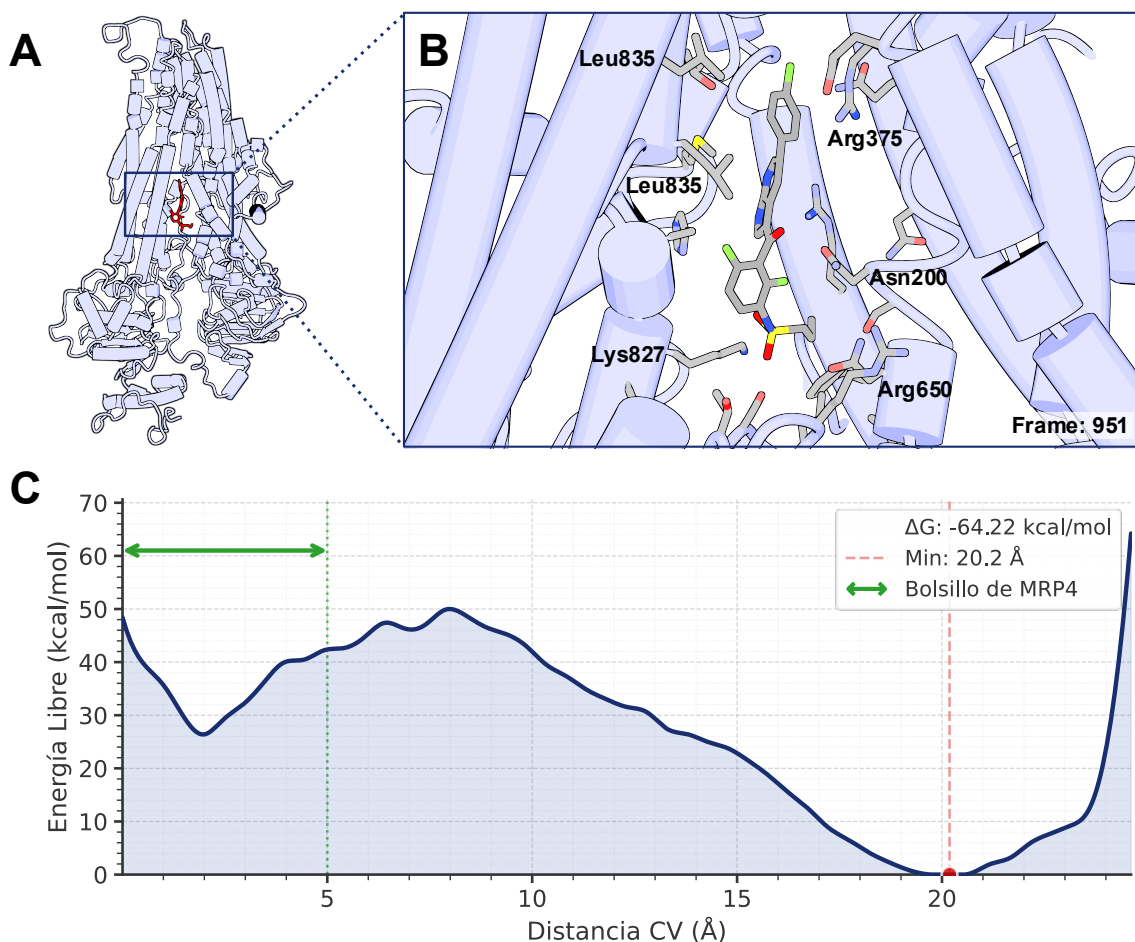 A
B
Leu835
Arg375
Leu835
Asn200
Lys827
Arg650
Frame: 951
C
Energía Libre (kcal/mol)
70
60
50
40
30
20
10
0
ΔG: -64.22 kcal/mol
Min: 20.2 Å
Bolsillo de MRP4
5
10
15
20
Distancia CV (Å)